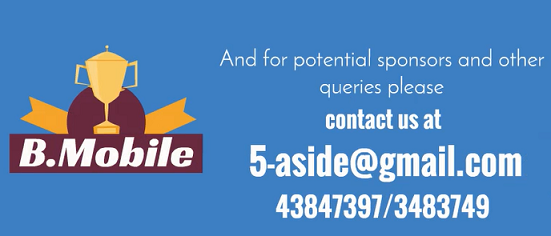 B.Mobile
And for potential sponsors and other
queries please
contact us at
5-aside@gmail.com
43847397/3483749